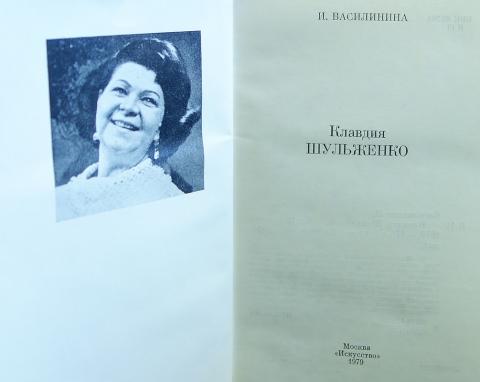 И. ВАСИЛИНИНА
Клавдия
ШУЛЬЖЕНКО
Москва
«Искусство»
1979